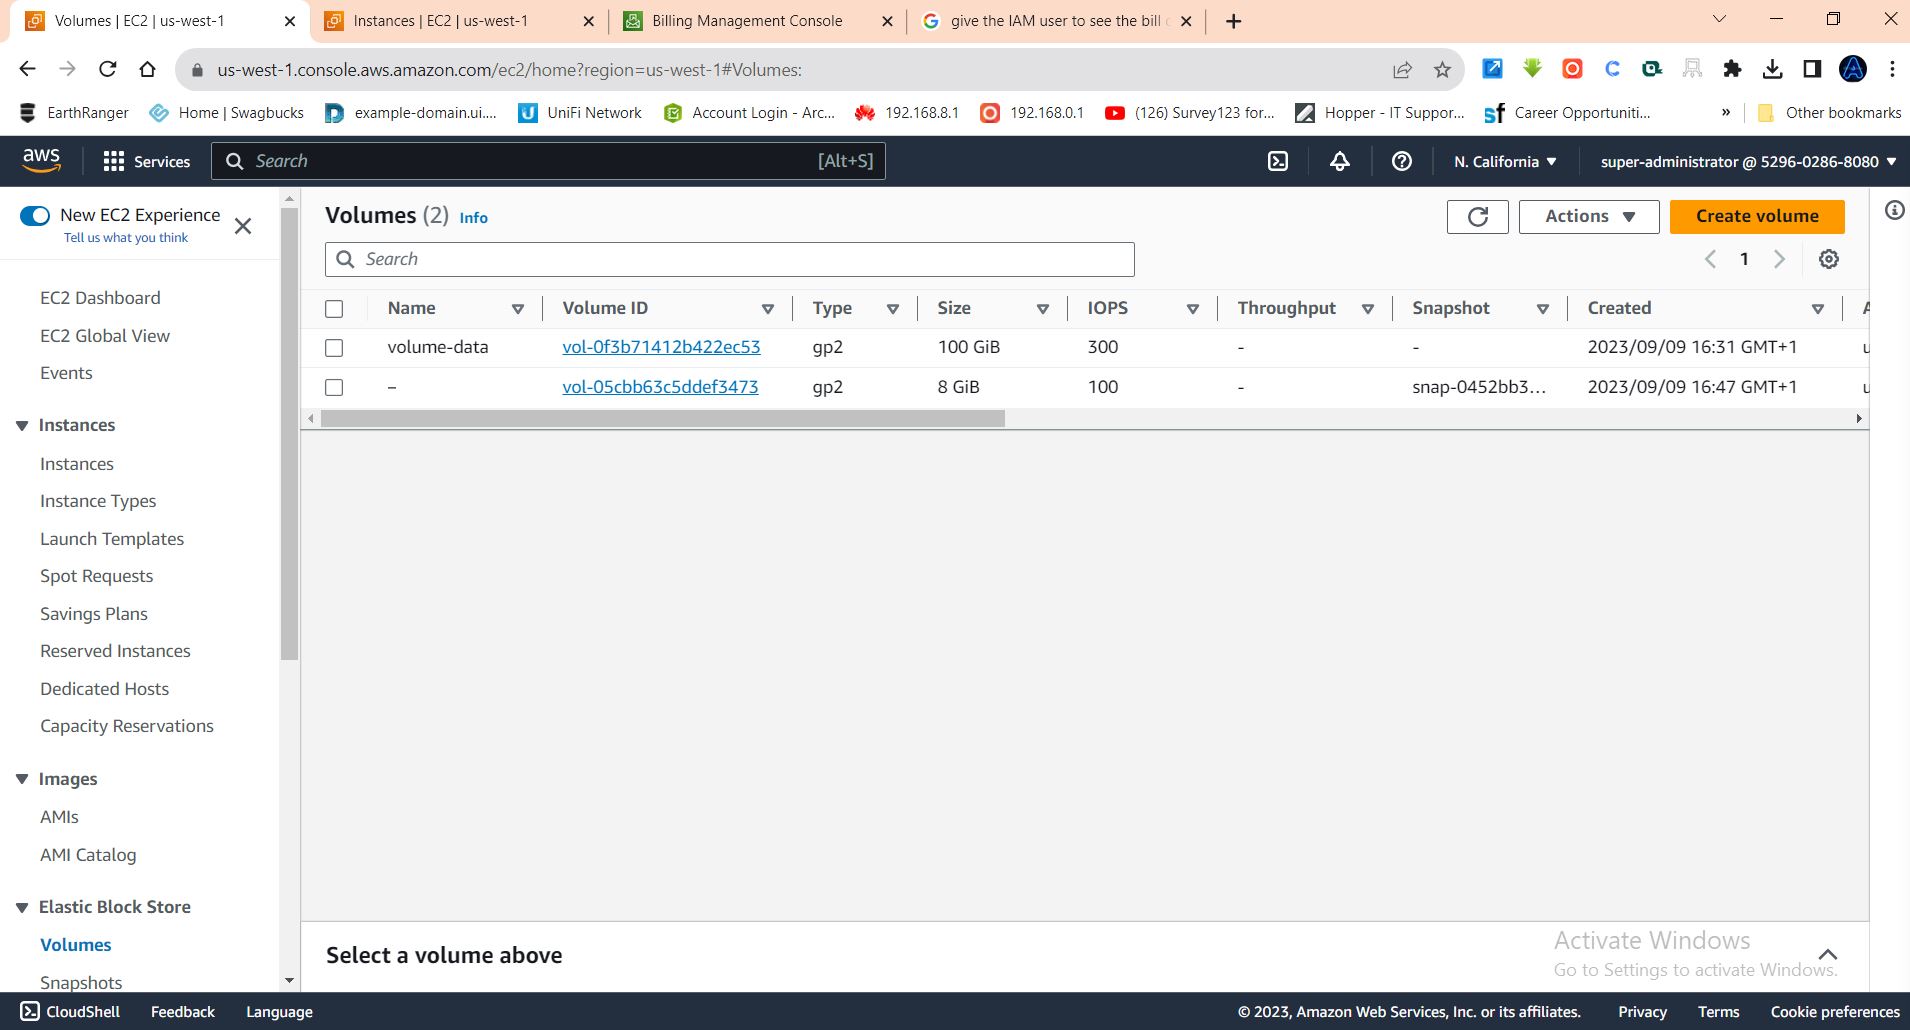 Volumes | EC2 | us-west-1
Instances | EC2 | us-west-1
Billing Management Console
give the IAM user to see the bill
us-west-1.console.aws.amazon.com/ec2/home?region=us-west-1#Volumes:
EarthRanger
Home | Swagbucks
example-domain.ui....
UniFi Network
Account Login - Arc...
192.168.8.1
192.168.0.1
(126) Survey123 for...
Hopper - IT Suppor...
Career Opportuniti...
»
Other bookmarks
aws
Services
Search
[Alt+S]
N. California
super-administrator @ 5296-0286-8080
New EC2 Experience
Tell us what you think
EC2 Dashboard
EC2 Global View
Events
Instances
Instances
Instance Types
Launch Templates
Spot Requests
Savings Plans
Reserved Instances
Dedicated Hosts
Capacity Reservations
Images
AMIs
AMI Catalog
Elastic Block Store
Volumes
Snapshots
Volumes (2) Info
Actions
Create volume
Search
1
Name Volume ID Type Size IOPS Throughput Snapshot Created
volume-data vol-0f3b71412b422ec53 gp2 100 GiB 300 - - 2023/09/09 16:31 GMT+1
– vol-05cbb63c5ddef3473 gp2 8 GiB 100 - snap-0452bb3... 2023/09/09 16:47 GMT+1
Select a volume above
Activate Windows
Go to Settings to activate Windows.
CloudShell
Feedback
Language
© 2023, Amazon Web Services, Inc. or its affiliates.
Privacy
Terms
Cookie preferences